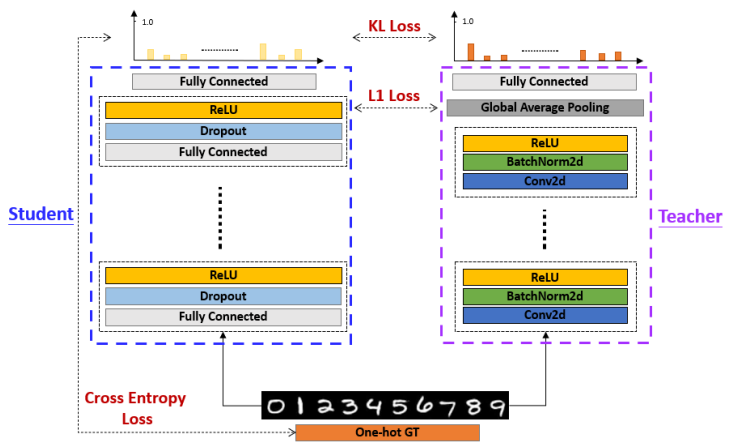 1.0
KL Loss
1.0
Fully Connected
Fully Connected
L1 Loss
Global Average Pooling
ReLU
Dropout
Fully Connected
ReLU
BatchNorm2d
Conv2d
Student
Teacher
ReLU
Dropout
Fully Connected
ReLU
BatchNorm2d
Conv2d
Cross Entropy
Loss
0 1 2 3 4 5 6 7 8 9
One-hot GT